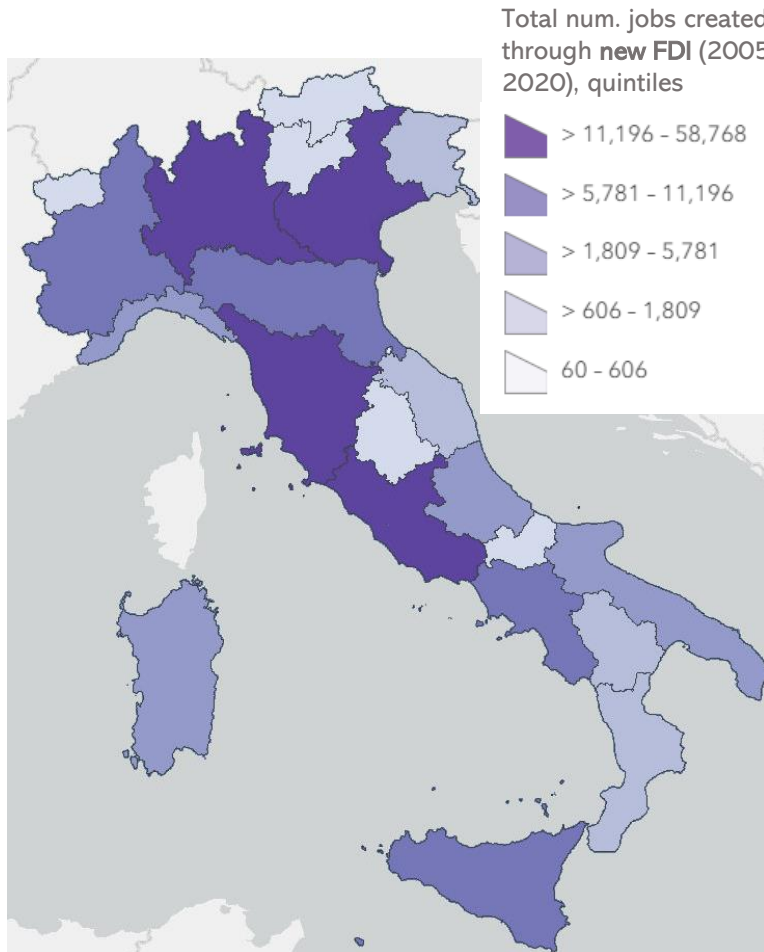 Total num. jobs created
through new FDI (2005
2020), quintiles
> 11,196 - 58,768
> 5,781 - 11,196
> 1,809 - 5,781
> 606 - 1,809
60 - 606